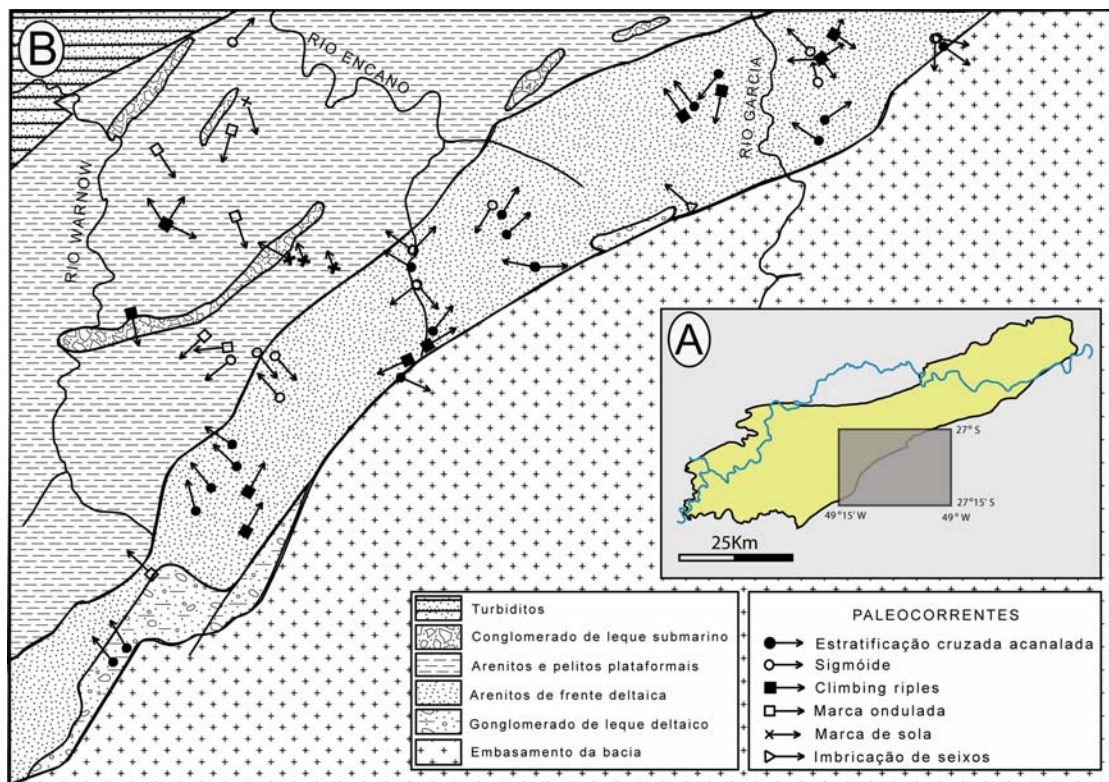 B
RIO ENCANO
RIO GARCIA
RIO WARNOW
A
27° S
27° 15' S
49° 15' W
49° W
25Km
Turbiditos
Conglomerado de leque submarino
Arenitos e pelitos plataformais
Arenitos de frente deltaica
Gonglomerado de leque deltaico
Embasamento da bacia
PALEOCORRENTES
Estratificação cruzada acanalada
Sigmóide
Climbing riples
Marca ondulada
Marca de sola
Imbricação de seixos